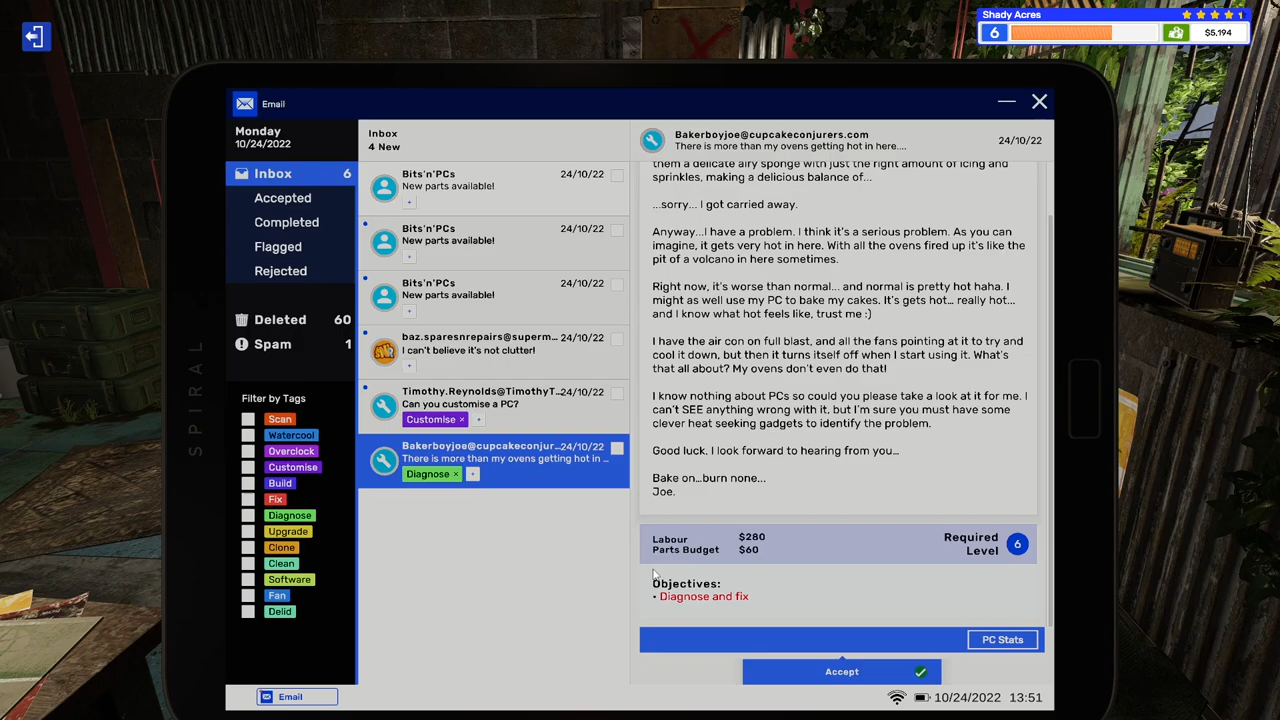 Shady Acres
6
$5,194
Email
Monday
10/24/2022
Inbox 6
Accepted
Completed
Flagged
Rejected
Deleted 60
Spam 1
Filter by Tags
Scan
Watercool
Overclock
Customise
Build
Fix
Diagnose
Upgrade
Clone
Clean
Software
Fan
Delid
Inbox
4 New
Bits'n'PCs 24/10/22
New parts available!
+
Bits'n'PCs 24/10/22
New parts available!
+
Bits'n'PCs 24/10/22
New parts available!
+
baz.sparesnrepairs@superm... 24/10/22
I can't believe it's not clutter!
+
Timothy.Reynolds@TimothyT... 24/10/22
Can you customise a PC?
Customise × +
Bakerboyjoe@cupcakeconjur... 24/10/22
There is more than my ovens getting hot in ...
Diagnose × +
Bakerboyjoe@cupcakeconjurers.com
There is more than my ovens getting hot in here....
24/10/22
them a delicate airy sponge with just the right amount of icing and
sprinkles, making a delicious balance of...
...sorry... I got carried away.
Anyway...I have a problem. I think it's a serious problem. As you can
imagine, it gets very hot in here. With all the ovens fired up it's like the
pit of a volcano in here sometimes.
Right now, it's worse than normal... and normal is pretty hot haha. I
might as well use my PC to bake my cakes. It's gets hot... really hot...
and I know what hot feels like, trust me :)
I have the air con on full blast, and all the fans pointing at it to try and
cool it down, but then it turns itself off when I start using it. What's
that all about? My ovens don't even do that!
I know nothing about PCs so could you please take a look at it for me. I
can't SEE anything wrong with it, but I'm sure you must have some
clever heat seeking gadgets to identify the problem.
Good luck. I look forward to hearing from you...
Bake on...burn none...
Joe.
Labour $280
Parts Budget $60
Required
Level 6
Objectives:
• Diagnose and fix
PC Stats
Accept
Email
10/24/2022 13:51
SPIRAL